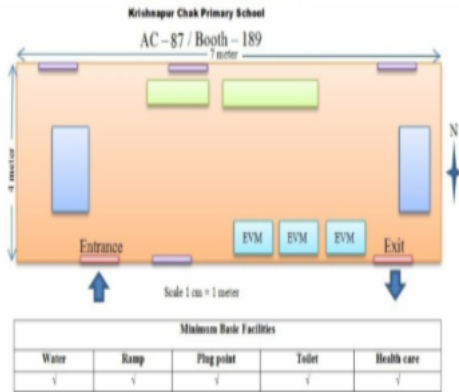 Krishnapur Chak Primary School
AC – 87 / Booth – 189
7 meter
4 meter
N
EVM EVM EVM
Entrance Exit
Scale 1 cm = 1 meter
Minimum Basic Facilities
Water Ramp Plug point Toilet Health care
√ √ √ √ √